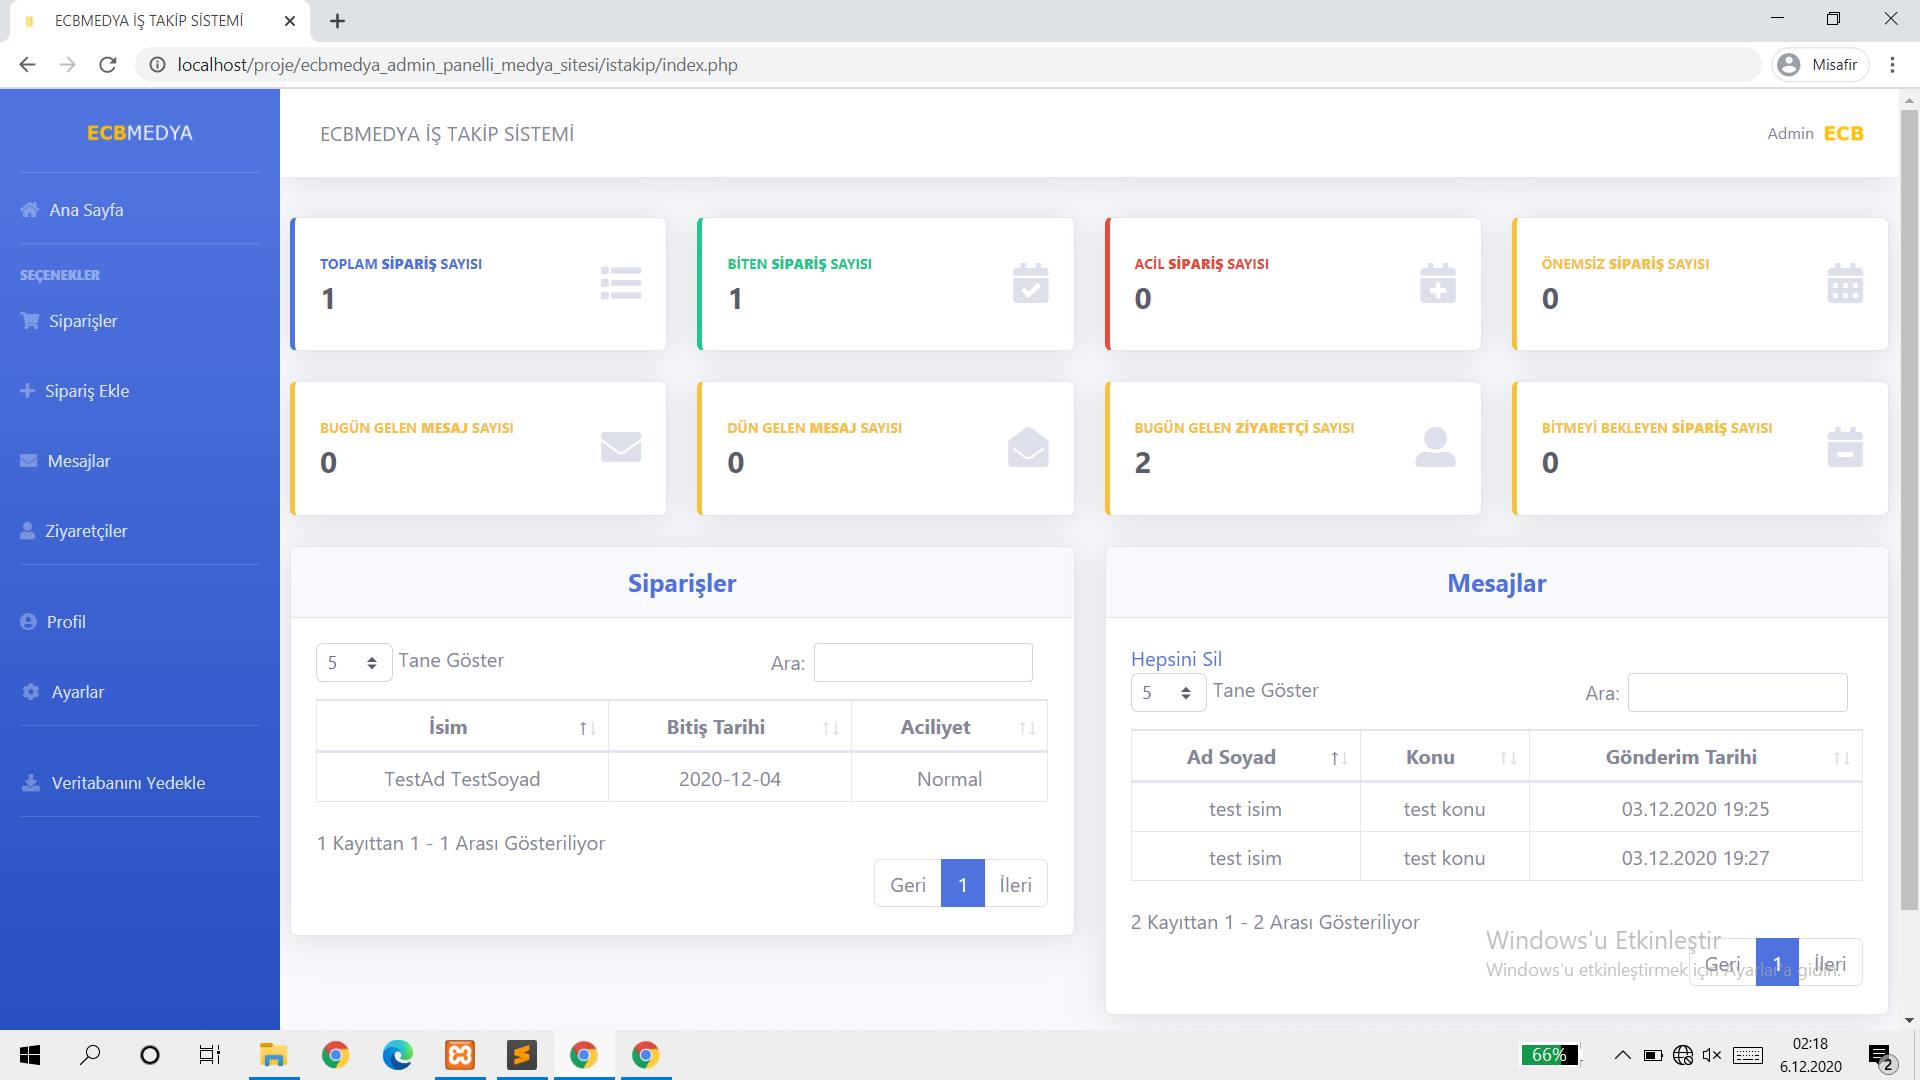 ECBMEDYA İŞ TAKİP SİSTEMİ
localhost/proje/ecbmedya_admin_panelli_medya_sitesi/istakip/index.php
Misafir
ECBMEDYA
ECBMEDYA İŞ TAKİP SİSTEMİ
Admin ECB
Ana Sayfa
SEÇENEKLER
Siparişler
Sipariş Ekle
Mesajlar
Ziyaretçiler
Profil
Ayarlar
Veritabanını Yedekle
TOPLAM SİPARİŞ SAYISI
1
BİTEN SİPARİŞ SAYISI
1
ACİL SİPARİŞ SAYISI
0
ÖNEMSİZ SİPARİŞ SAYISI
0
BUGÜN GELEN MESAJ SAYISI
0
DÜN GELEN MESAJ SAYISI
0
BUGÜN GELEN ZİYARETÇİ SAYISI
2
BİTMEYİ BEKLEYEN SİPARİŞ SAYISI
0
Siparişler
5 Tane Göster
Ara:
İsim Bitiş Tarihi Aciliyet
TestAd TestSoyad 2020-12-04 Normal
1 Kayıttan 1 - 1 Arası Gösteriliyor
Geri 1 İleri
Mesajlar
Hepsini Sil
5 Tane Göster
Ara:
Ad Soyad Konu Gönderim Tarihi
test isim test konu 03.12.2020 19:25
test isim test konu 03.12.2020 19:27
2 Kayıttan 1 - 2 Arası Gösteriliyor
Geri 1 İleri
Windows'u Etkinleştir
Windows'u etkinleştirmek için Ayarlar'a gidin.
66%
02:18
6.12.2020
2